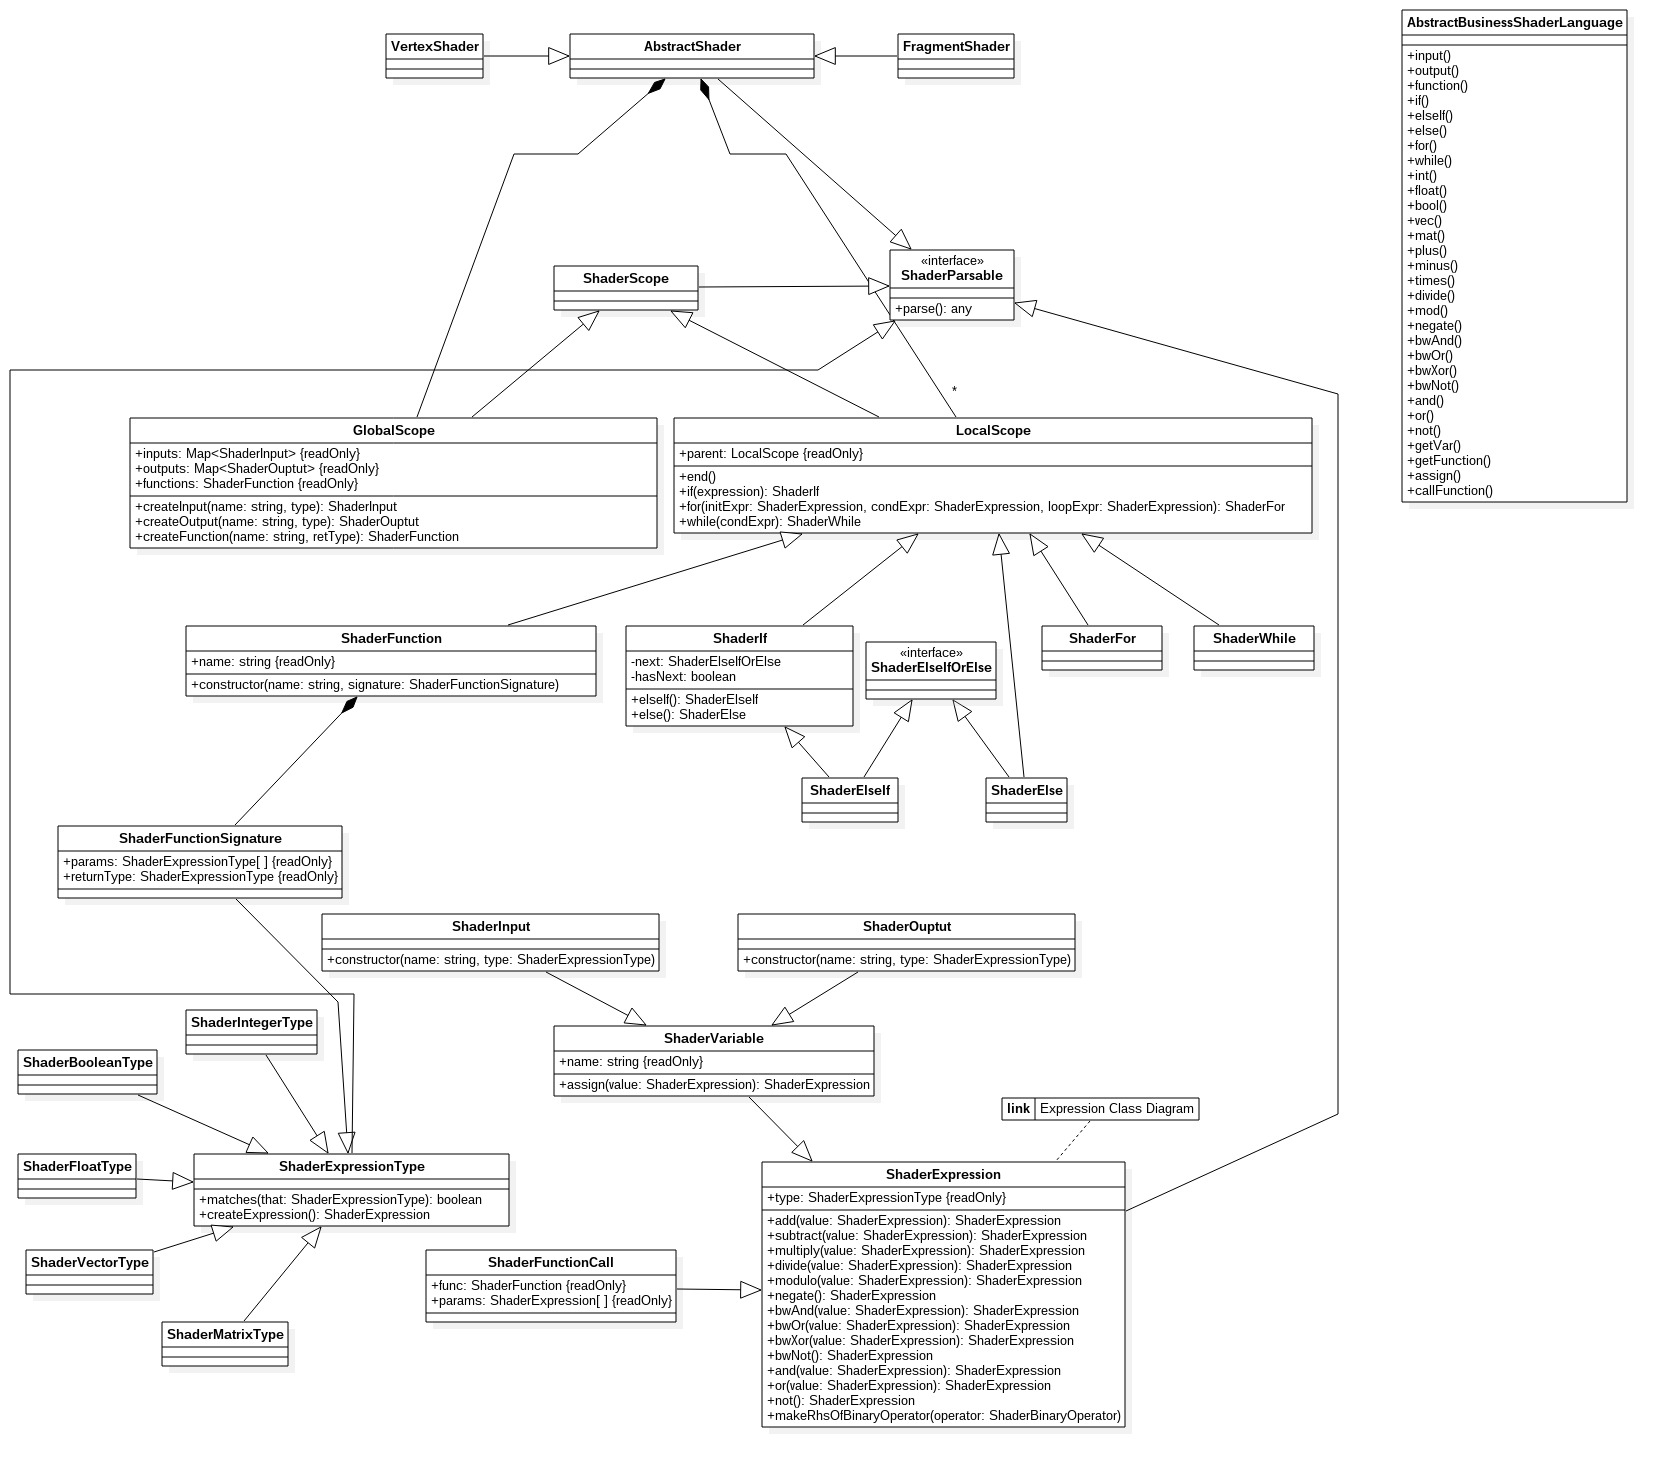 VertexShader
AbstractShader
FragmentShader
AbstractBusinessShaderLanguage
+input()
+output()
+function()
+if()
+elseif()
+else()
+for()
+while()
+int()
+float()
+bool()
+vec()
+mat()
+plus()
+minus()
+times()
+divide()
+mod()
+negate()
+bwAnd()
+bwOr()
+bwXor()
+bwNot()
+and()
+or()
+not()
+getVar()
+getFunction()
+assign()
+callFunction()
ShaderScope
«interface»
ShaderParsable
+parse(): any
*
GlobalScope
+inputs: Map<ShaderInput> {readOnly}
+outputs: Map<ShaderOuptut> {readOnly}
+functions: ShaderFunction {readOnly}
+createInput(name: string, type): ShaderInput
+createOutput(name: string, type): ShaderOuptut
+createFunction(name: string, retType): ShaderFunction
LocalScope
+parent: LocalScope {readOnly}
+end()
+if(expression): ShaderIf
+for(initExpr: ShaderExpression, condExpr: ShaderExpression, loopExpr: ShaderExpression): ShaderFor
+while(condExpr): ShaderWhile
ShaderFunction
+name: string {readOnly}
+constructor(name: string, signature: ShaderFunctionSignature)
ShaderIf
-next: ShaderElseifOrElse
-hasNext: boolean
+elseif(): ShaderElseIf
+else(): ShaderElse
«interface»
ShaderElseifOrElse
ShaderFor
ShaderWhile
ShaderElseIf
ShaderElse
ShaderFunctionSignature
+params: ShaderExpressionType[ ] {readOnly}
+returnType: ShaderExpressionType {readOnly}
ShaderInput
+constructor(name: string, type: ShaderExpressionType)
ShaderOuptut
+constructor(name: string, type: ShaderExpressionType)
ShaderIntegerType
ShaderBooleanType
ShaderVariable
+name: string {readOnly}
+assign(value: ShaderExpression): ShaderExpression
link
Expression Class Diagram
ShaderFloatType
ShaderExpressionType
+matches(that: ShaderExpressionType): boolean
+createExpression(): ShaderExpression
ShaderVectorType
ShaderMatrixType
ShaderFunctionCall
+func: ShaderFunction {readOnly}
+params: ShaderExpression[ ] {readOnly}
ShaderExpression
+type: ShaderExpressionType {readOnly}
+add(value: ShaderExpression): ShaderExpression
+subtract(value: ShaderExpression): ShaderExpression
+multiply(value: ShaderExpression): ShaderExpression
+divide(value: ShaderExpression): ShaderExpression
+modulo(value: ShaderExpression): ShaderExpression
+negate(): ShaderExpression
+bwAnd(value: ShaderExpression): ShaderExpression
+bwOr(value: ShaderExpression): ShaderExpression
+bwXor(value: ShaderExpression): ShaderExpression
+bwNot(): ShaderExpression
+and(value: ShaderExpression): ShaderExpression
+or(value: ShaderExpression): ShaderExpression
+not(): ShaderExpression
+makeRhsOfBinaryOperator(operator: ShaderBinaryOperator)